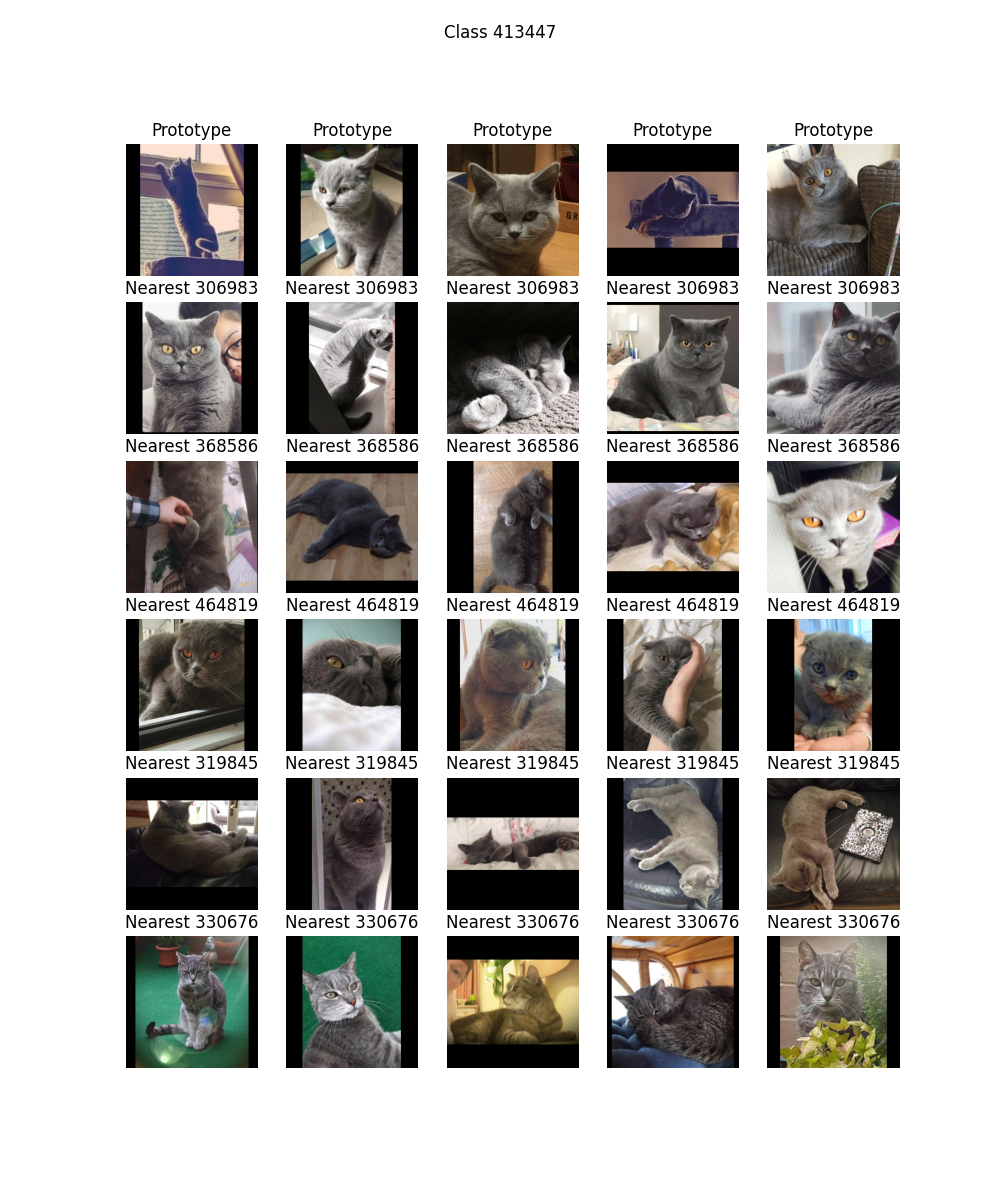 Class 413447
Prototype Prototype Prototype Prototype Prototype
GR
Nearest 306983 Nearest 306983 Nearest 306983 Nearest 306983 Nearest 306983
Nearest 368586 Nearest 368586 Nearest 368586 Nearest 368586 Nearest 368586
Nearest 464819 Nearest 464819 Nearest 464819 Nearest 464819 Nearest 464819
Nearest 319845 Nearest 319845 Nearest 319845 Nearest 319845 Nearest 319845
Nearest 330676 Nearest 330676 Nearest 330676 Nearest 330676 Nearest 330676